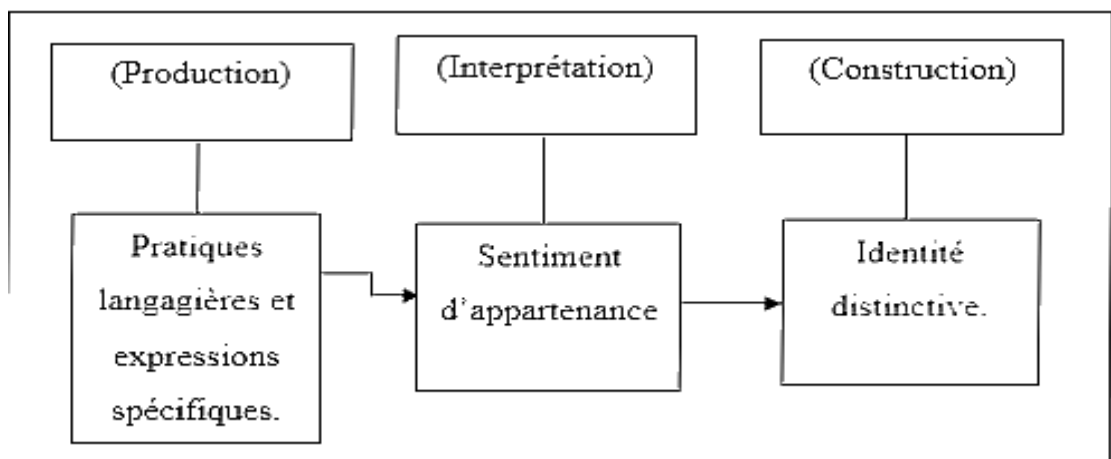 (Production)
(Interprétation)
(Construction)
Pratiques
langagières et
expressions
spécifiques.
Sentiment
d'appartenance
Identité
distinctive.